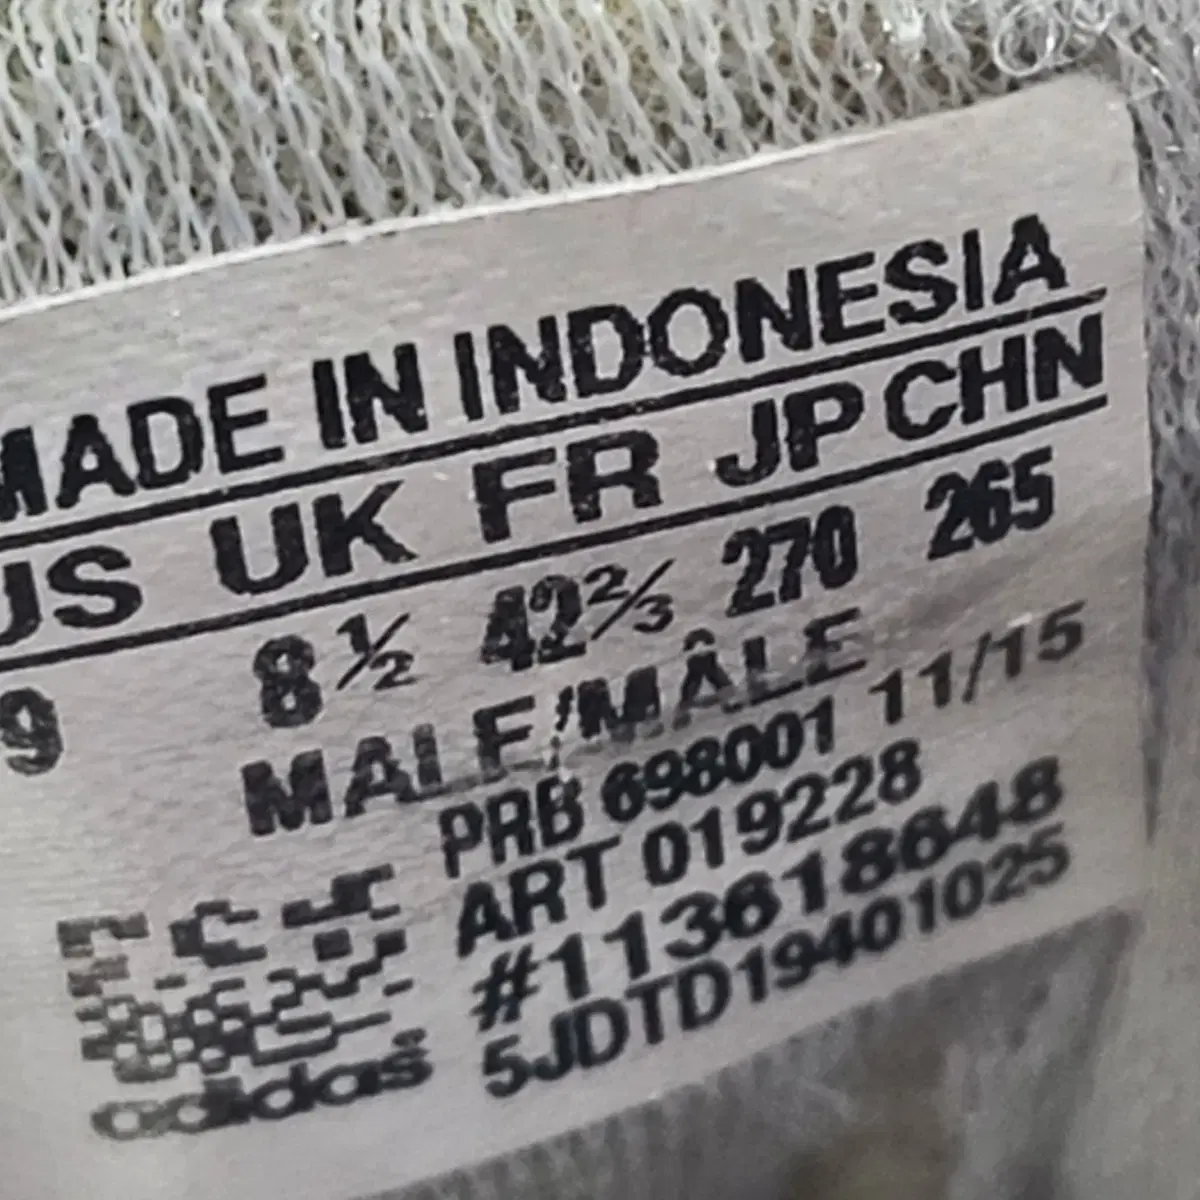 MADE IN INDONESIA
US UK FR JP CHN
9 8½ 42⅔ 270 265
MALE/MÂLE
PRB 698001 11/15
ART 019228
#113618648
5JDTD19401025
adidas